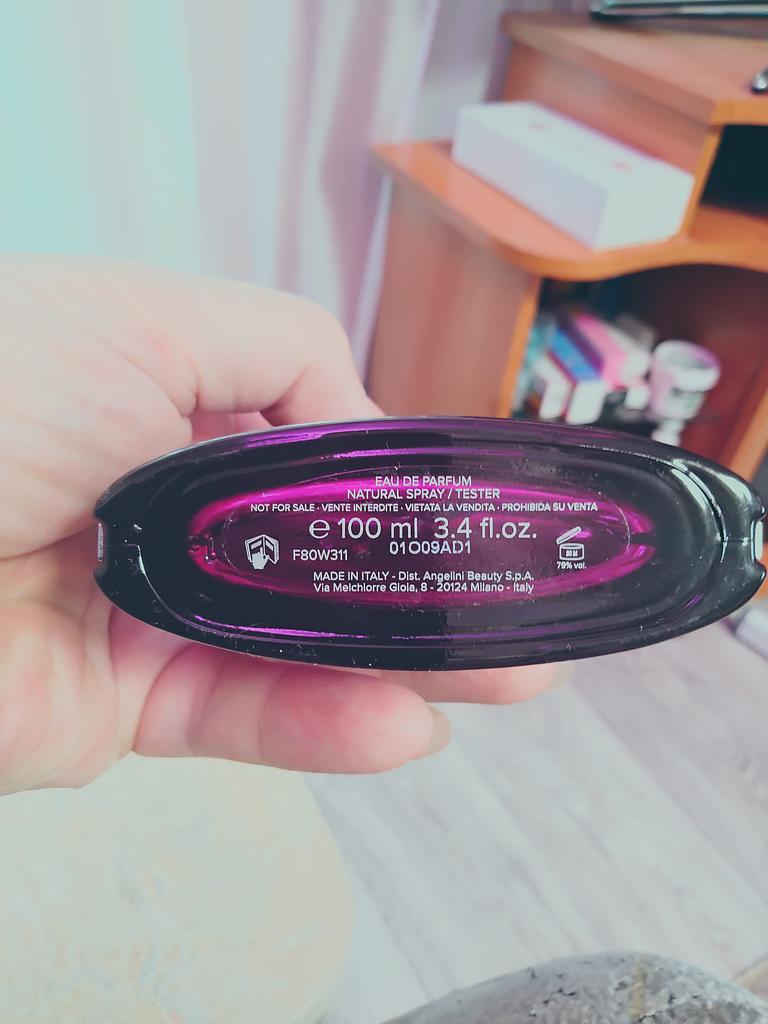 EAU DE PARFUM
NATURAL SPRAY / TESTER
NOT FOR SALE · VENTE INTERDITE · VIETATA LA VENDITA · PROHIBIDA SU VENTA
℮ 100 ml 3.4 fl.oz.
F80W311
01009AD1
79% vol.
MADE IN ITALY - Dist. Angelini Beauty S.p.A.
Via Melchiorre Gioia, 8 - 20124 Milano - Italy